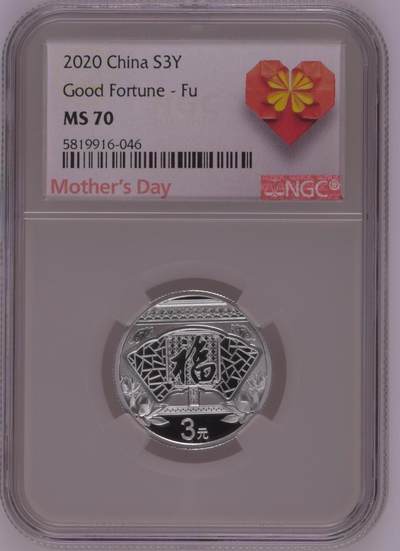 2020 China S3Y
Good Fortune - Fu
MS 70
5819916-046
Mother's Day
NGC®
福
3元